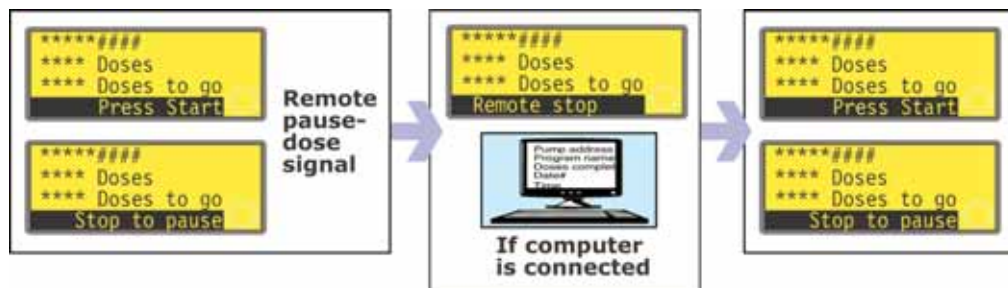 *****####
**** Doses
**** Doses to go
Press Start
*****####
**** Doses
**** Doses to go
Stop to pause
Remote
pause-
dose
signal
*****####
**** Doses
**** Doses to go
Remote stop
Pump address
Program name
Doses complet
Date#
Time
If computer
is connected
*****####
**** Doses
**** Doses to go
Press Start
*****####
**** Doses
**** Doses to go
Stop to pause